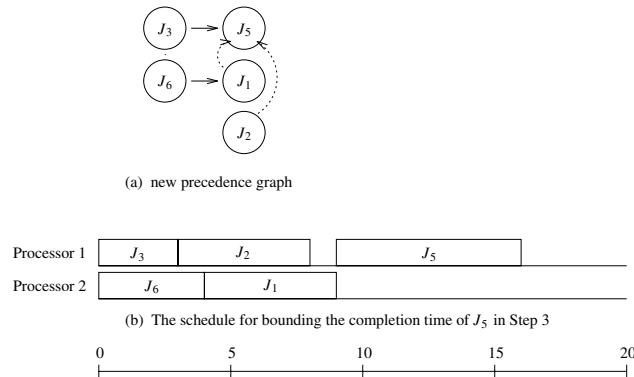 J3 J5
J6 J1
J2
(a) new precedence graph
Processor 1 J3 J2 J5
Processor 2 J6 J1
(b) The schedule for bounding the completion time of J5 in Step 3
0 5 10 15 20